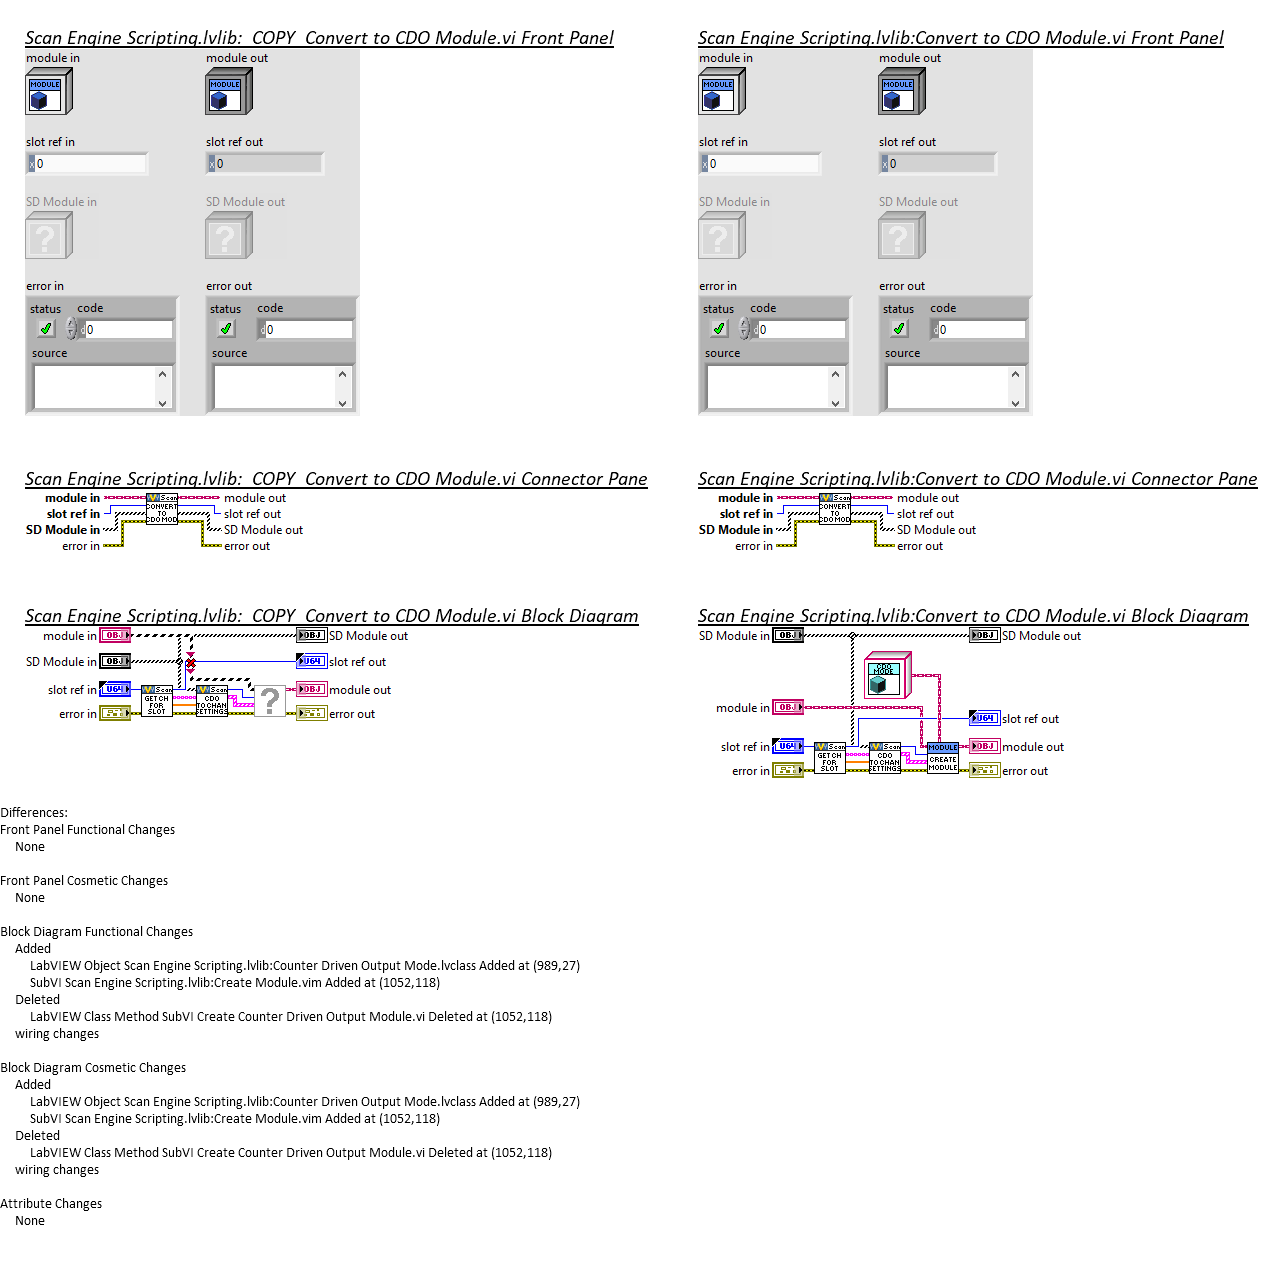 Scan Engine Scripting.lvlib:  COPY  Convert to CDO Module.vi Front Panel
module in
module out
MODULE
MODULE
slot ref in
slot ref out
x 0
x 0
SD Module in
SD Module out
?
?
error in
error out
status
code
status
code
d 0
d 0
source
source
Scan Engine Scripting.lvlib:Convert to CDO Module.vi Front Panel
module in
module out
MODULE
MODULE
slot ref in
slot ref out
x 0
x 0
SD Module in
SD Module out
?
?
error in
error out
status
code
status
code
d 0
d 0
source
source
Scan Engine Scripting.lvlib:  COPY  Convert to CDO Module.vi Connector Pane
module in
Scan
module out
slot ref in
CONVERT
slot ref out
TO
CDO MOD
SD Module in
SD Module out
error in
error out
Scan Engine Scripting.lvlib:Convert to CDO Module.vi Connector Pane
module in
Scan
module out
slot ref in
CONVERT
slot ref out
TO
CDO MOD
SD Module in
SD Module out
error in
error out
Scan Engine Scripting.lvlib:  COPY  Convert to CDO Module.vi Block Diagram
module in
OBJ
OBJ
SD Module out
SD Module in
OBJ
U64
slot ref out
slot ref in
U64
Scan
GET CH
FOR
SLOT
Scan
CDO
TO CHAN
SETTINGS
?
OBJ
module out
error in
error out
Scan Engine Scripting.lvlib:Convert to CDO Module.vi Block Diagram
SD Module in
OBJ
OBJ
SD Module out
CDO
MODE
module in
OBJ
U64
slot ref out
slot ref in
U64
Scan
GET CH
FOR
SLOT
Scan
CDO
TO CHAN
SETTINGS
MODULE
CREATE
MODULE
OBJ
module out
error in
error out
Differences:
Front Panel Functional Changes
None
Front Panel Cosmetic Changes
None
Block Diagram Functional Changes
Added
LabVIEW Object Scan Engine Scripting.lvlib:Counter Driven Output Mode.lvclass Added at (989,27)
SubVI Scan Engine Scripting.lvlib:Create Module.vim Added at (1052,118)
Deleted
LabVIEW Class Method SubVI Create Counter Driven Output Module.vi Deleted at (1052,118)
wiring changes
Block Diagram Cosmetic Changes
Added
LabVIEW Object Scan Engine Scripting.lvlib:Counter Driven Output Mode.lvclass Added at (989,27)
SubVI Scan Engine Scripting.lvlib:Create Module.vim Added at (1052,118)
Deleted
LabVIEW Class Method SubVI Create Counter Driven Output Module.vi Deleted at (1052,118)
wiring changes
Attribute Changes
None